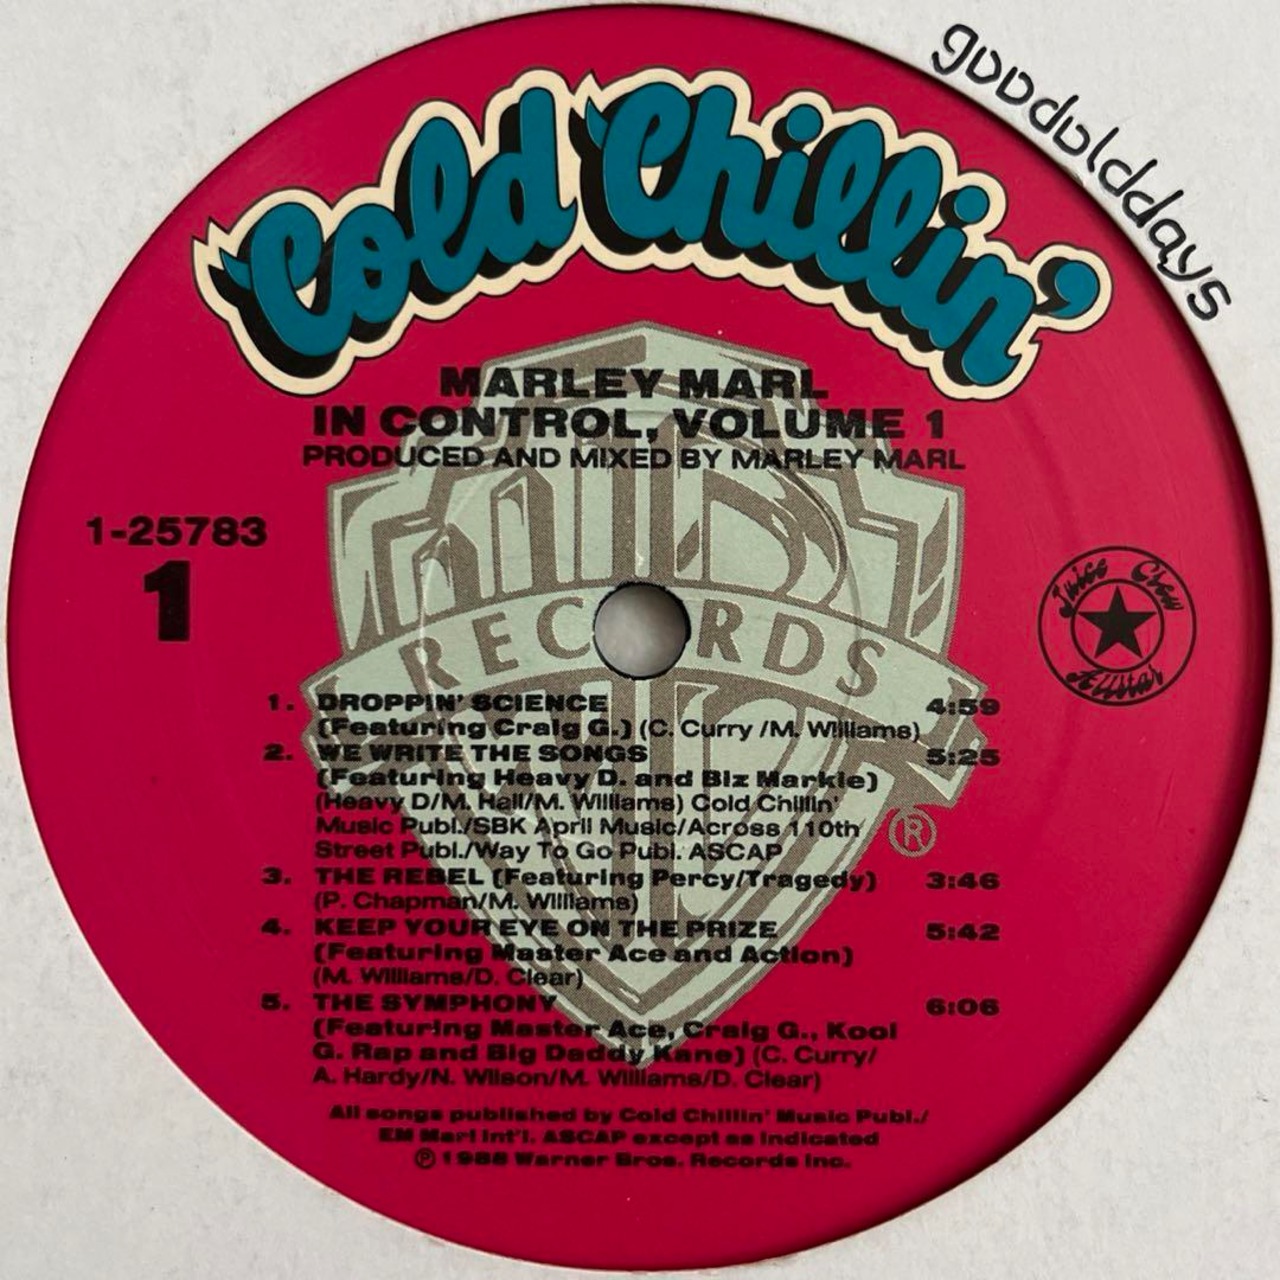 goodolddays
Cold Chillin'
MARLEY MARL
IN CONTROL, VOLUME 1
PRODUCED AND MIXED BY MARLEY MARL
1-25783
1
RECORDS
Juice Crew
Allstar
1. DROPPIN' SCIENCE 4:59
(Featuring Craig G.) (C. Curry /M. Williams)
2. WE WRITE THE SONGS 5:25
(Featuring Heavy D. and Biz Markie)
(Heavy D/M. Hall/M. Williams) Cold Chillin'
Music Publ./SBK April Music/Across 110th
Street Publ./Way To Go Publ. ASCAP
®
3. THE REBEL (Featuring Percy/Tragedy) 3:46
(P. Chapman/M. Williams)
4. KEEP YOUR EYE ON THE PRIZE 5:42
(Featuring Master Ace and Action)
(M. Williams/D. Clear)
5. THE SYMPHONY 6:06
(Featuring Master Ace, Craig G., Kool
G. Rap and Big Daddy Kane) (C. Curry/
A. Hardy/N. Wilson/M. Williams/D. Clear)
All songs published by Cold Chillin' Music Publ./
EM Marl Int'l. ASCAP except as indicated
℗ 1988 Warner Bros. Records Inc.